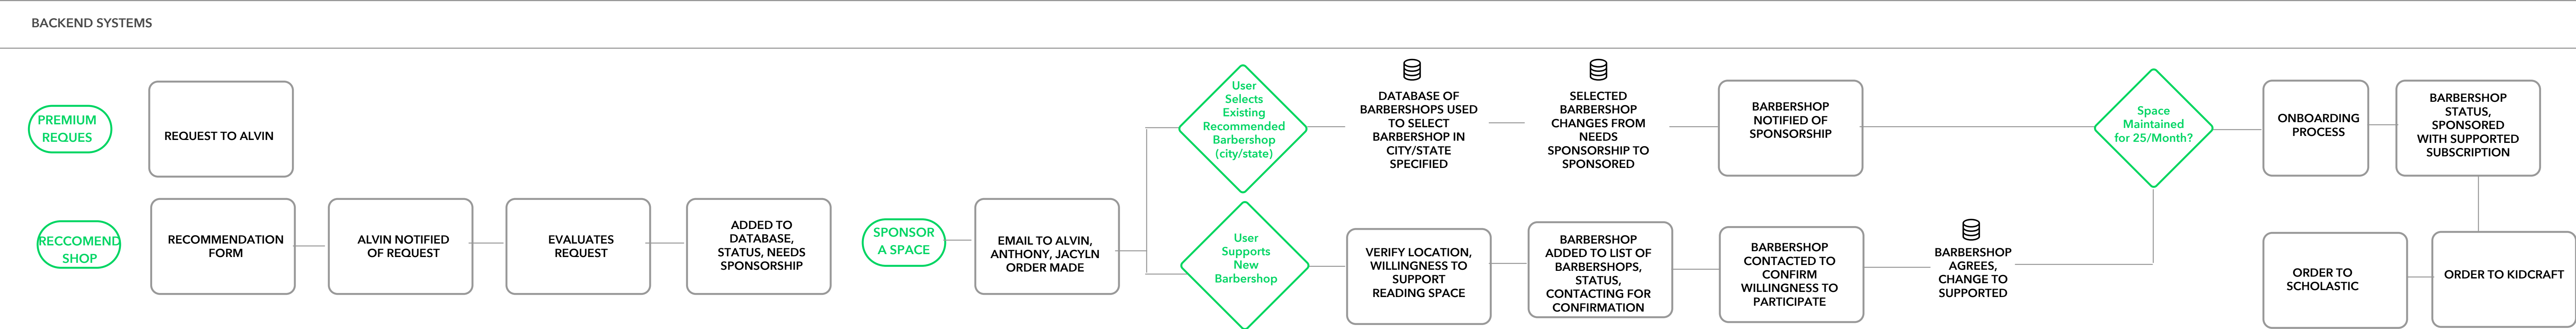 BACKEND SYSTEMS
PREMIUM
REQUES
REQUEST TO ALVIN
RECCOMEND
SHOP
RECOMMENDATION
FORM
ALVIN NOTIFIED
OF REQUEST
EVALUATES
REQUEST
ADDED TO
DATABASE,
STATUS, NEEDS
SPONSORSHIP
SPONSOR
A SPACE
EMAIL TO ALVIN,
ANTHONY, JACYLN
ORDER MADE
User
Selects
Existing
Recommended
Barbershop
(city/state)
DATABASE OF
BARBERSHOPS USED
TO SELECT
BARBERSHOP IN
CITY/STATE
SPECIFIED
SELECTED
BARBERSHOP
CHANGES FROM
NEEDS
SPONSORSHIP TO
SPONSORED
BARBERSHOP
NOTIFIED OF
SPONSORSHIP
User
Supports
New
Barbershop
VERIFY LOCATION,
WILLINGNESS TO
SUPPORT
READING SPACE
BARBERSHOP
ADDED TO LIST OF
BARBERSHOPS,
STATUS,
CONTACTING FOR
CONFIRMATION
BARBERSHOP
CONTACTED TO
CONFIRM
WILLINGNESS TO
PARTICIPATE
BARBERSHOP
AGREES,
CHANGE TO
SUPPORTED
Space
Maintained
for 25/Month?
ONBOARDING
PROCESS
BARBERSHOP
STATUS,
SPONSORED
WITH SUPPORTED
SUBSCRIPTION
ORDER TO
SCHOLASTIC
ORDER TO KIDCRAFT